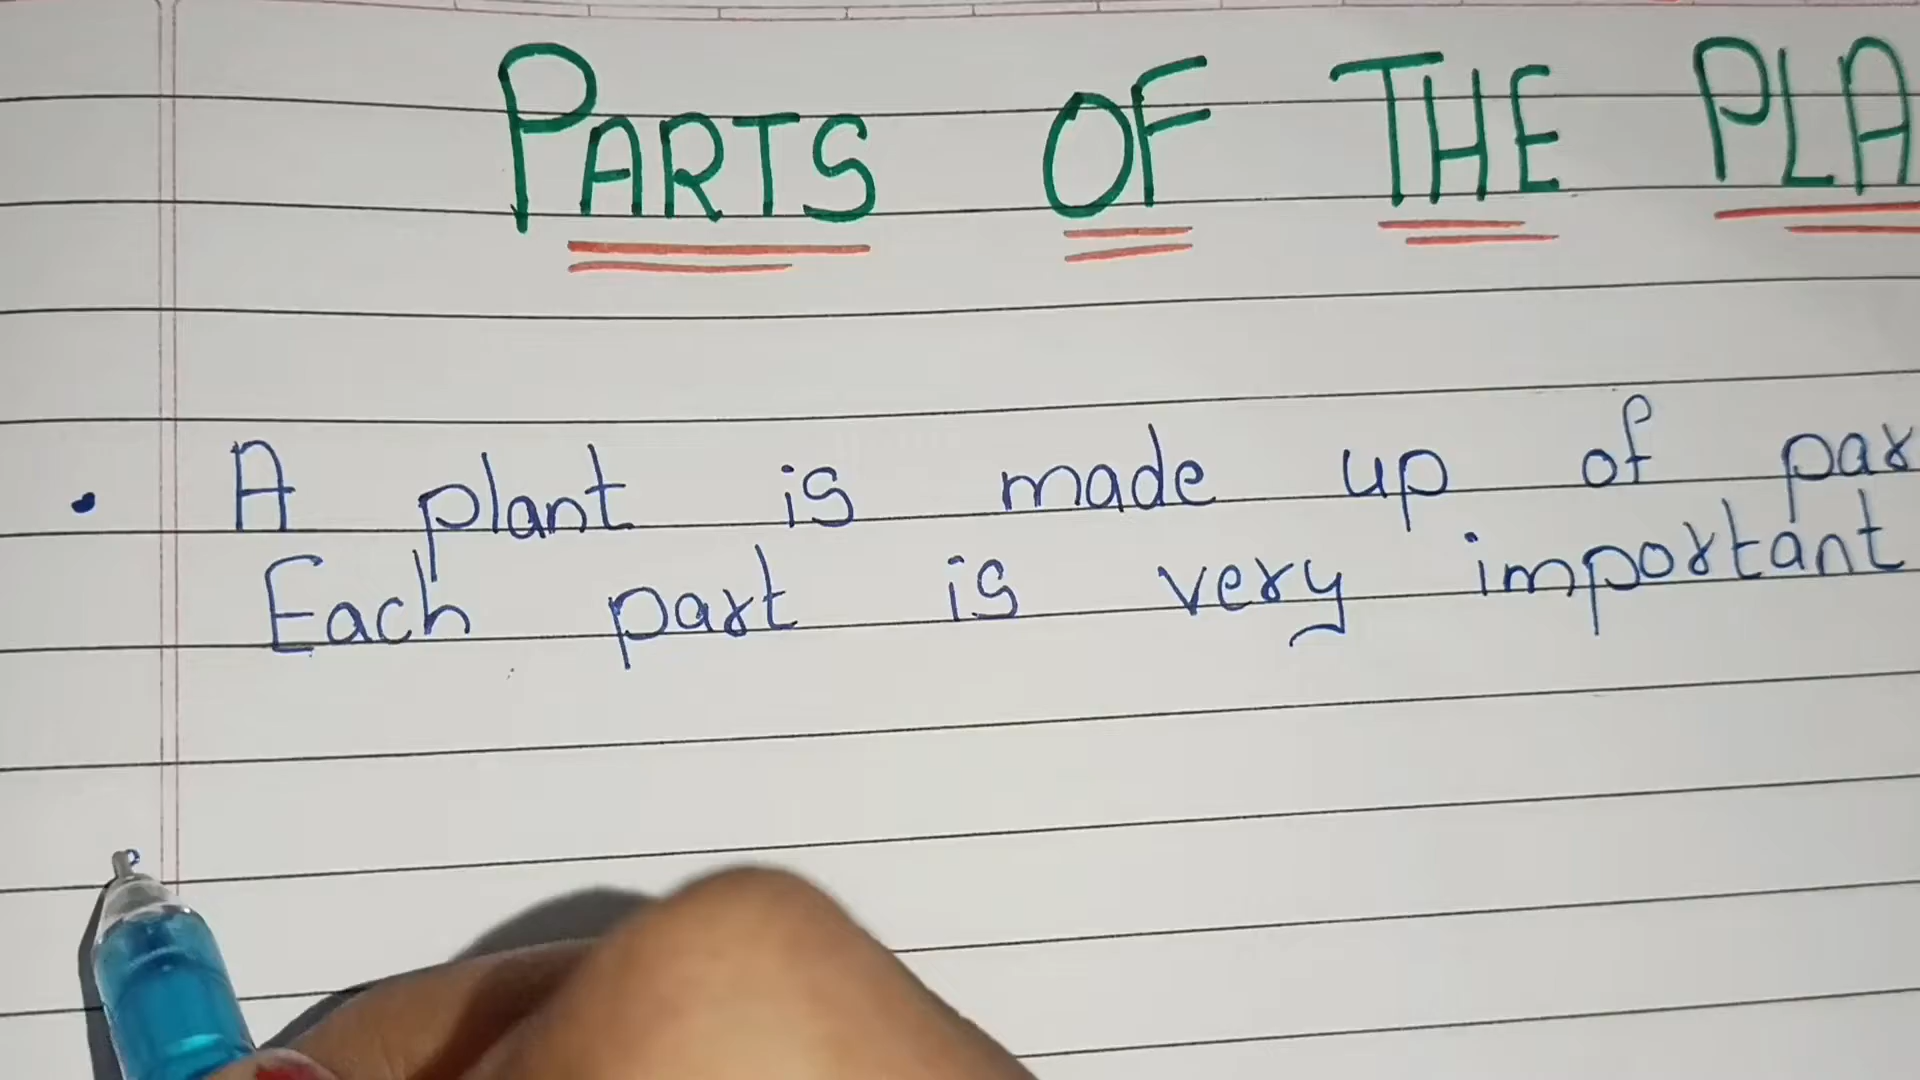 PARTS OF THE PLA
• A plant is made up of par
Each part is very important